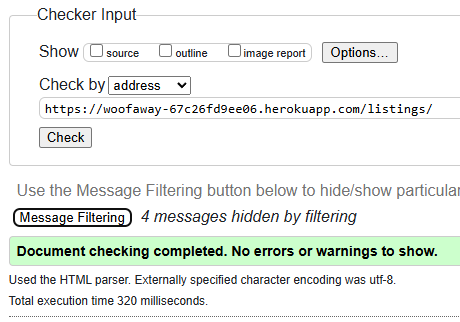 Checker Input
Show source outline image report Options...
Check by address
https://woofaway-67c26fd9ee06.herokuapp.com/listings/
Check
Use the Message Filtering button below to hide/show particular
Message Filtering 4 messages hidden by filtering
Document checking completed. No errors or warnings to show.
Used the HTML parser. Externally specified character encoding was utf-8.
Total execution time 320 milliseconds.